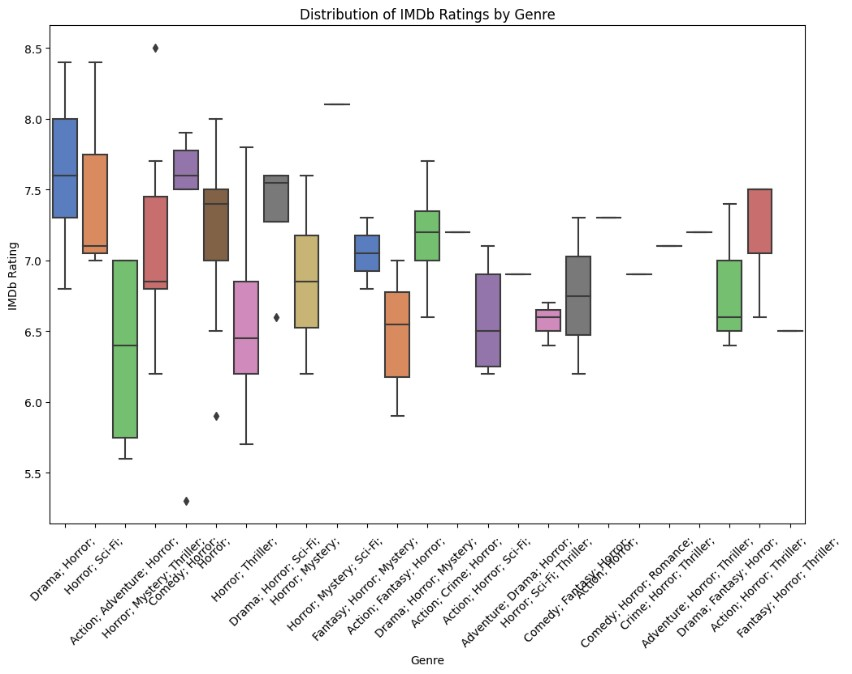 Distribution of IMDb Ratings by Genre
IMDb Rating
8.5
8.0
7.5
7.0
6.5
6.0
5.5
Drama; Horror;
Horror; Sci-Fi;
Action; Adventure; Horror;
Horror; Mystery; Thriller;
Comedy; Horror;
Horror;
Horror; Thriller;
Drama; Horror; Sci-Fi;
Horror; Mystery;
Horror; Mystery; Sci-Fi;
Fantasy; Horror; Mystery;
Action; Fantasy; Horror;
Drama; Horror; Mystery;
Action; Crime; Horror;
Action; Horror; Sci-Fi;
Adventure; Drama; Horror;
Horror; Sci-Fi; Thriller;
Comedy; Fantasy; Horror;
Action; Horror;
Comedy; Horror; Romance;
Crime; Horror; Thriller;
Adventure; Horror; Thriller;
Drama; Fantasy; Horror;
Action; Horror; Thriller;
Fantasy; Horror; Thriller;
Genre